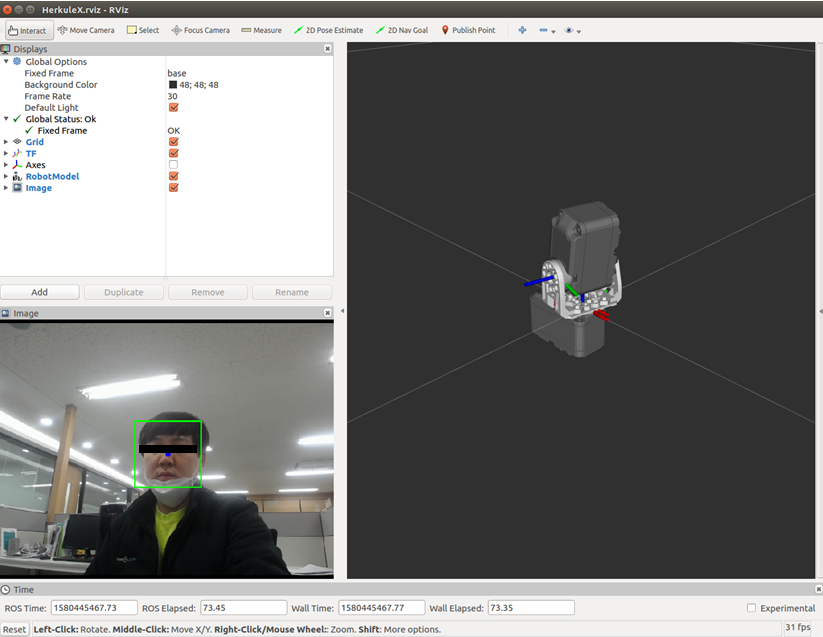 HerkuleX.rviz - RViz
Interact Move Camera Select Focus Camera Measure 2D Pose Estimate 2D Nav Goal Publish Point
Displays
Global Options
Fixed Frame base
Background Color 48; 48; 48
Frame Rate 30
Default Light
Global Status: Ok
Fixed Frame OK
Grid
TF
Axes
RobotModel
Image
Add Duplicate Remove Rename
Image
Time
ROS Time: 1580445467.73 ROS Elapsed: 73.45 Wall Time: 1580445467.77 Wall Elapsed: 73.35 Experimental
Reset Left-Click: Rotate. Middle-Click: Move X/Y. Right-Click/Mouse Wheel:: Zoom. Shift: More options. 31 fps